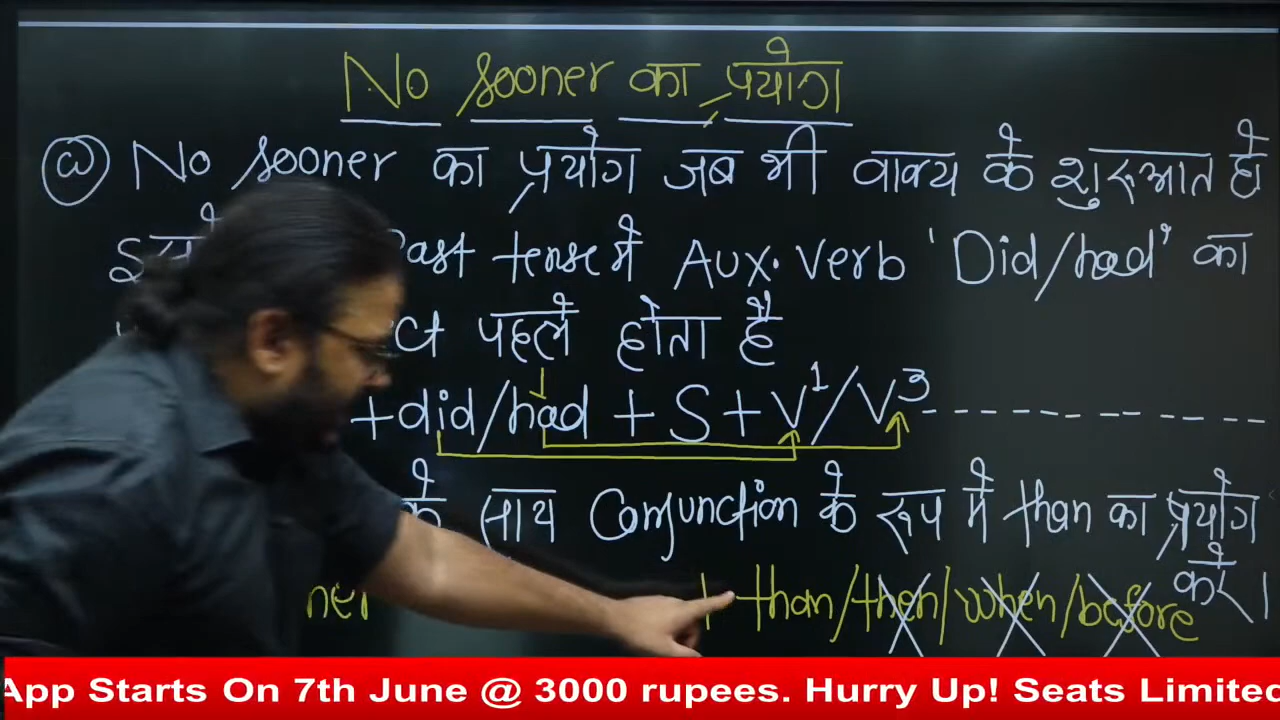 No sooner का प्रयोग
(a) No sooner का प्रयोग जब भी वाक्य के शुरूआत हो
Past tense में Aux. verb 'Did/had' का
पहले होता है
+ did/had + S + V¹/V³ ------------
के साथ Conjunction के रूप में than का प्रयोग
करें।
ner + than/then/when/before
App Starts On 7th June @ 3000 rupees. Hurry Up! Seats Limited